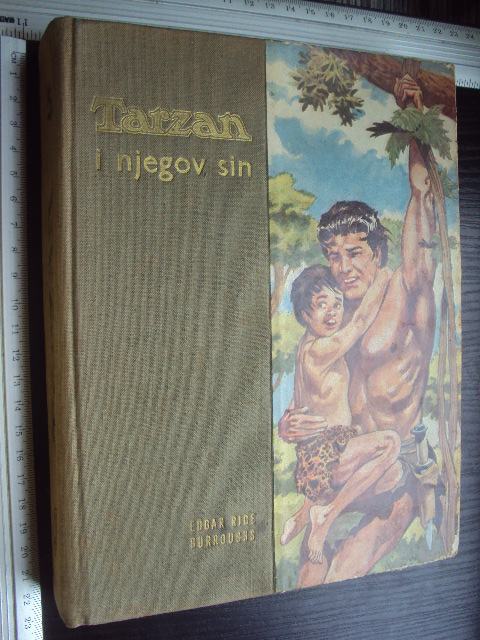 Tarzan
i njegov sin
EDGAR RICE
BURROUGHS